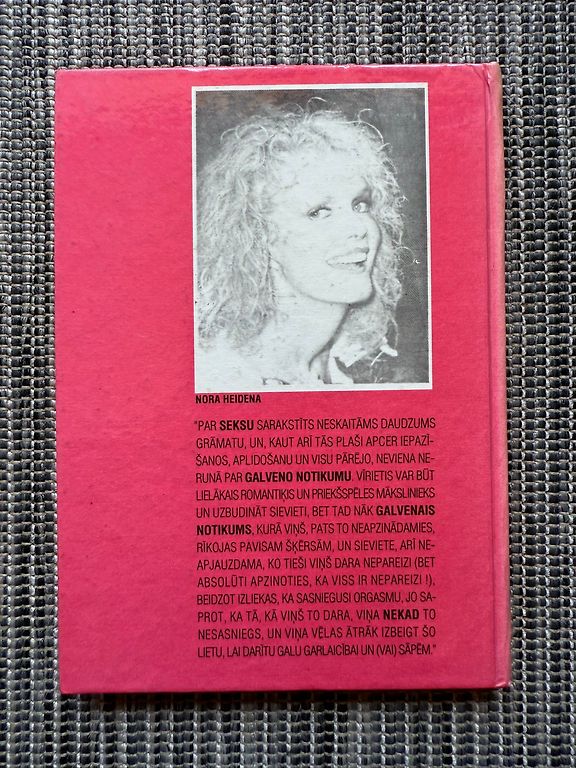 NORA HEIDENA
"PAR SEKSU SARAKSTĪTS NESKAITĀMS DAUDZUMS
GRĀMATU, UN, KAUT ARĪ TĀS PLAŠI APCER IEPAZĪ-
ŠANOS, APLIDOŠANU UN VISU PĀRĒJO, NEVIENA NE-
RUNĀ PAR GALVENO NOTIKUMU. VĪRIETIS VAR BŪT
LIELĀKAIS ROMANTIĶIS UN PRIEKŠSPĒLES MĀKSLINIEKS
UN UZBUDINĀT SIEVIETI, BET TAD NĀK GALVENAIS
NOTIKUMS, KURĀ VIŅŠ, PATS TO NEAPZINĀDAMIES,
RĪKOJAS PAVISAM ŠĶĒRSĀM, UN SIEVIETE, ARĪ NE-
APJAUZDAMA, KO TIEŠI VIŅŠ DARA NEPAREIZI (BET
ABSOLŪTI APZINOTIES, KA VISS IR NEPAREIZI !),
BEIDZOT IZLIEKAS, KA SASNIEGUSI ORGASMU, JO SA-
PROT, KA TĀ, KĀ VIŅŠ TO DARA, VIŅA NEKAD TO
NESASNIEGS, UN VIŅA VĒLAS ĀTRĀK IZBEIGT ŠO
LIETU, LAI DARĪTU GALU GARLAICĪBAI UN (VAI) SĀPĒM."